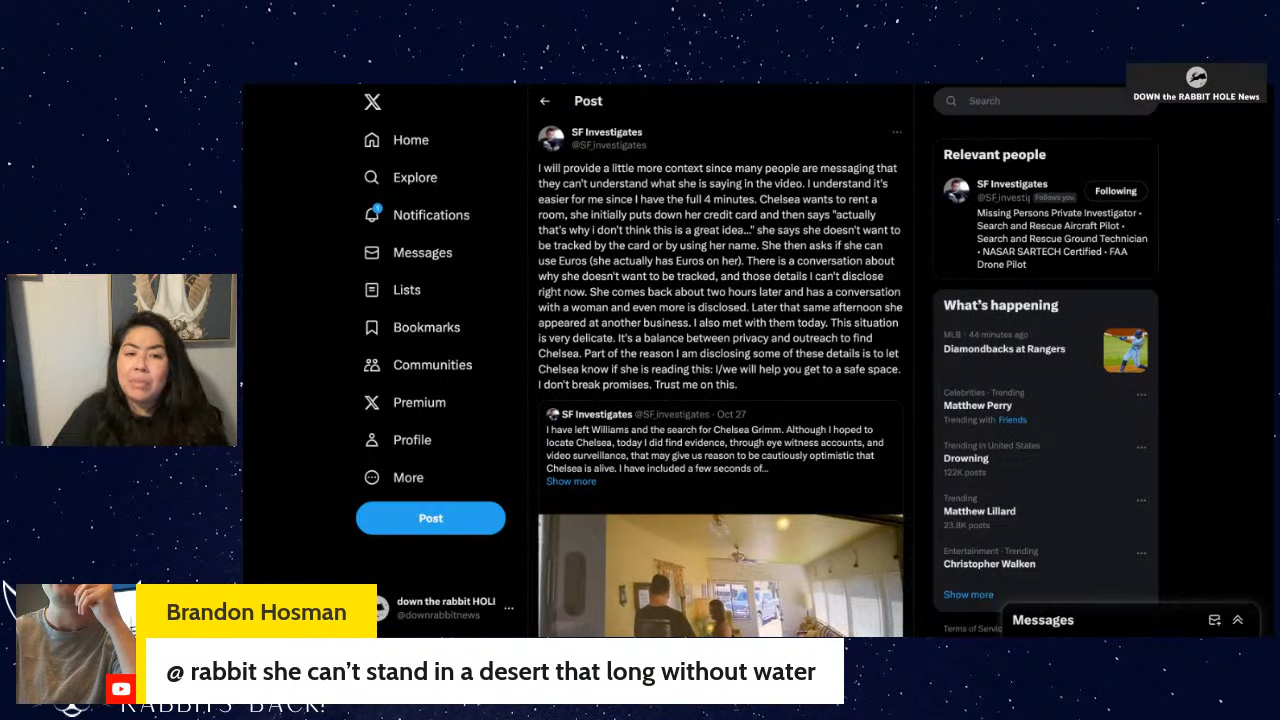 DOWN the RABBIT HOLE News
Home
Explore
1
Notifications
Messages
Lists
Bookmarks
Communities
Premium
Profile
More
Post
down the rabbit HOLI
@downrabbitnews
Post
SF Investigates
@SF_investigates
I will provide a little more context since many people are messaging that
they can't understand what she is saying in the video. I understand it's
easier for me since I have the full 4 minutes. Chelsea wants to rent a
room, she initially puts down her credit card and then says "actually
that's why i don't think this is a great idea..." she says she doesn't want to
be tracked by the card or by using her name. She then asks if she can
use Euros (she actually has Euros on her). There is a conversation about
why she doesn't want to be tracked, and those details I can't disclose
right now. She comes back about two hours later and has a conversation
with a woman and even more is disclosed. Later that same afternoon she
appeared at another business. I also met with them today. This situation
is very delicate. It's a balance between privacy and outreach to find
Chelsea. Part of the reason I am disclosing some of these details is to let
Chelsea know if she is reading this: I/we will help you get to a safe space.
I don't break promises. Trust me on this.
SF Investigates @SF_investigates · Oct 27
I have left Williams and the search for Chelsea Grimm. Although I hoped to
locate Chelsea, today I did find evidence, through eye witness accounts, and
video surveillance, that may give us reason to be cautiously optimistic that
Chelsea is alive. I have included a few seconds of...
Show more
Search
Relevant people
SF Investigates
@SF_investig Follows you
Following
Missing Persons Private Investigator •
Search and Rescue Aircraft Pilot •
Search and Rescue Ground Technician
• NASAR SARTECH Certified • FAA
Drone Pilot
What's happening
MLB · 44 minutes ago
Diamondbacks at Rangers
Celebrities · Trending
Matthew Perry
Trending with Friends
Trending in United States
Drowning
122K posts
Trending
Matthew Lillard
23.8K posts
Entertainment · Trending
Christopher Walken
Show more
Terms of Servic
Messages
Brandon Hosman
@ rabbit she can't stand in a desert that long without water
RABBITS BACK!